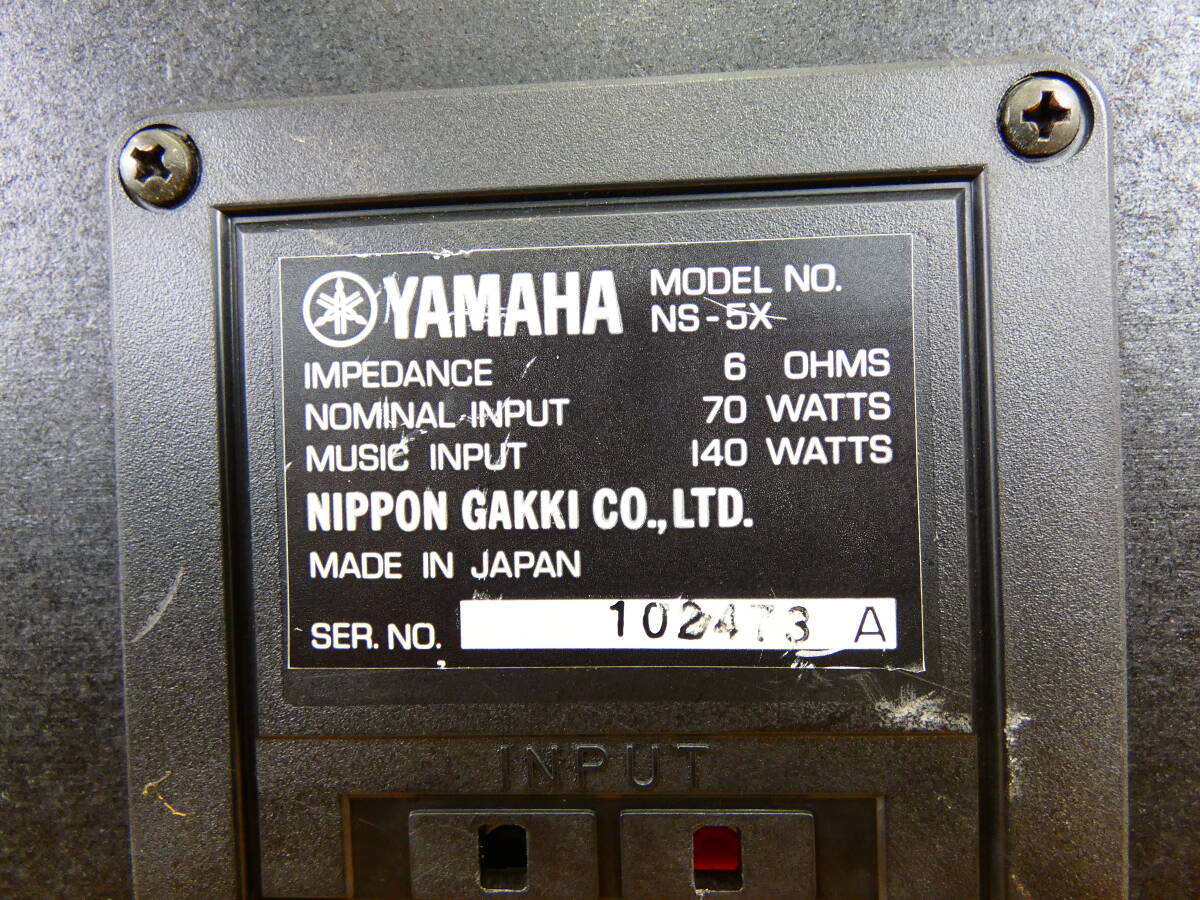 YAMAHA MODEL NO.
NS-5X
IMPEDANCE 6 OHMS
NOMINAL INPUT 70 WATTS
MUSIC INPUT 140 WATTS
NIPPON GAKKI CO., LTD.
MADE IN JAPAN
SER. NO. 102473 A
INPUT